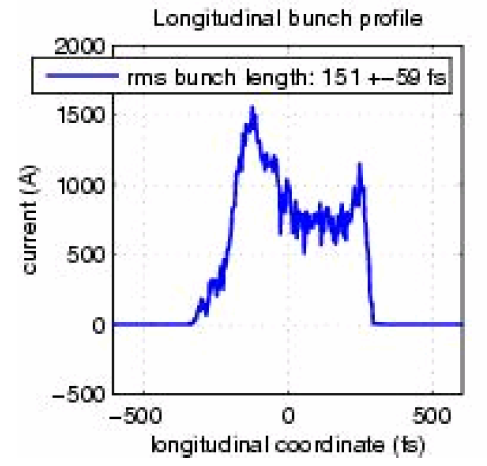 Longitudinal bunch profile
2000
rms bunch length: 151 +−59 fs
1500
1000
500
0
−500
current (A)
−500 0 500
longitudinal coordinate (fs)